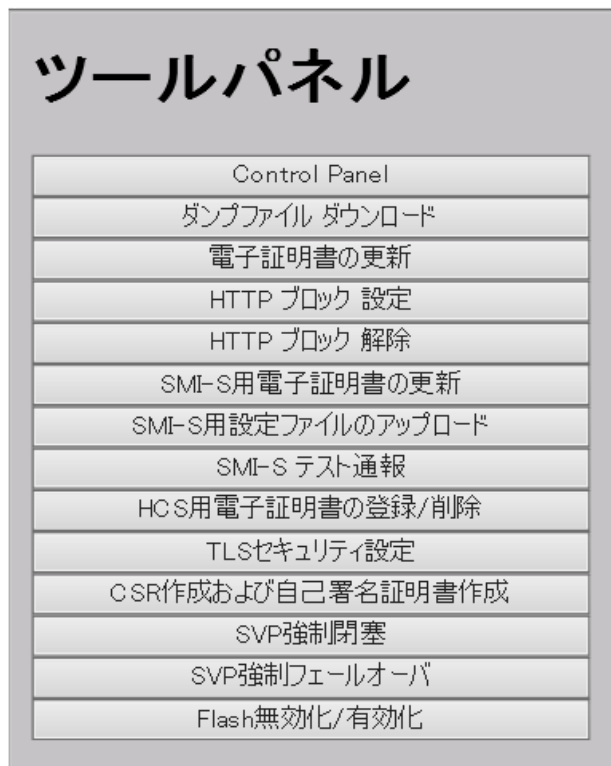 ツールパネル
Control Panel
ダンプファイル ダウンロード
電子証明書の更新
HTTP ブロック 設定
HTTP ブロック 解除
SMI-S用電子証明書の更新
SMI-S用設定ファイルのアップロード
SMI-S テスト通報
HCS用電子証明書の登録/削除
TLSセキュリティ設定
CSR作成および自己署名証明書作成
SVP強制閉塞
SVP強制フェールオーバ
Flash無効化/有効化